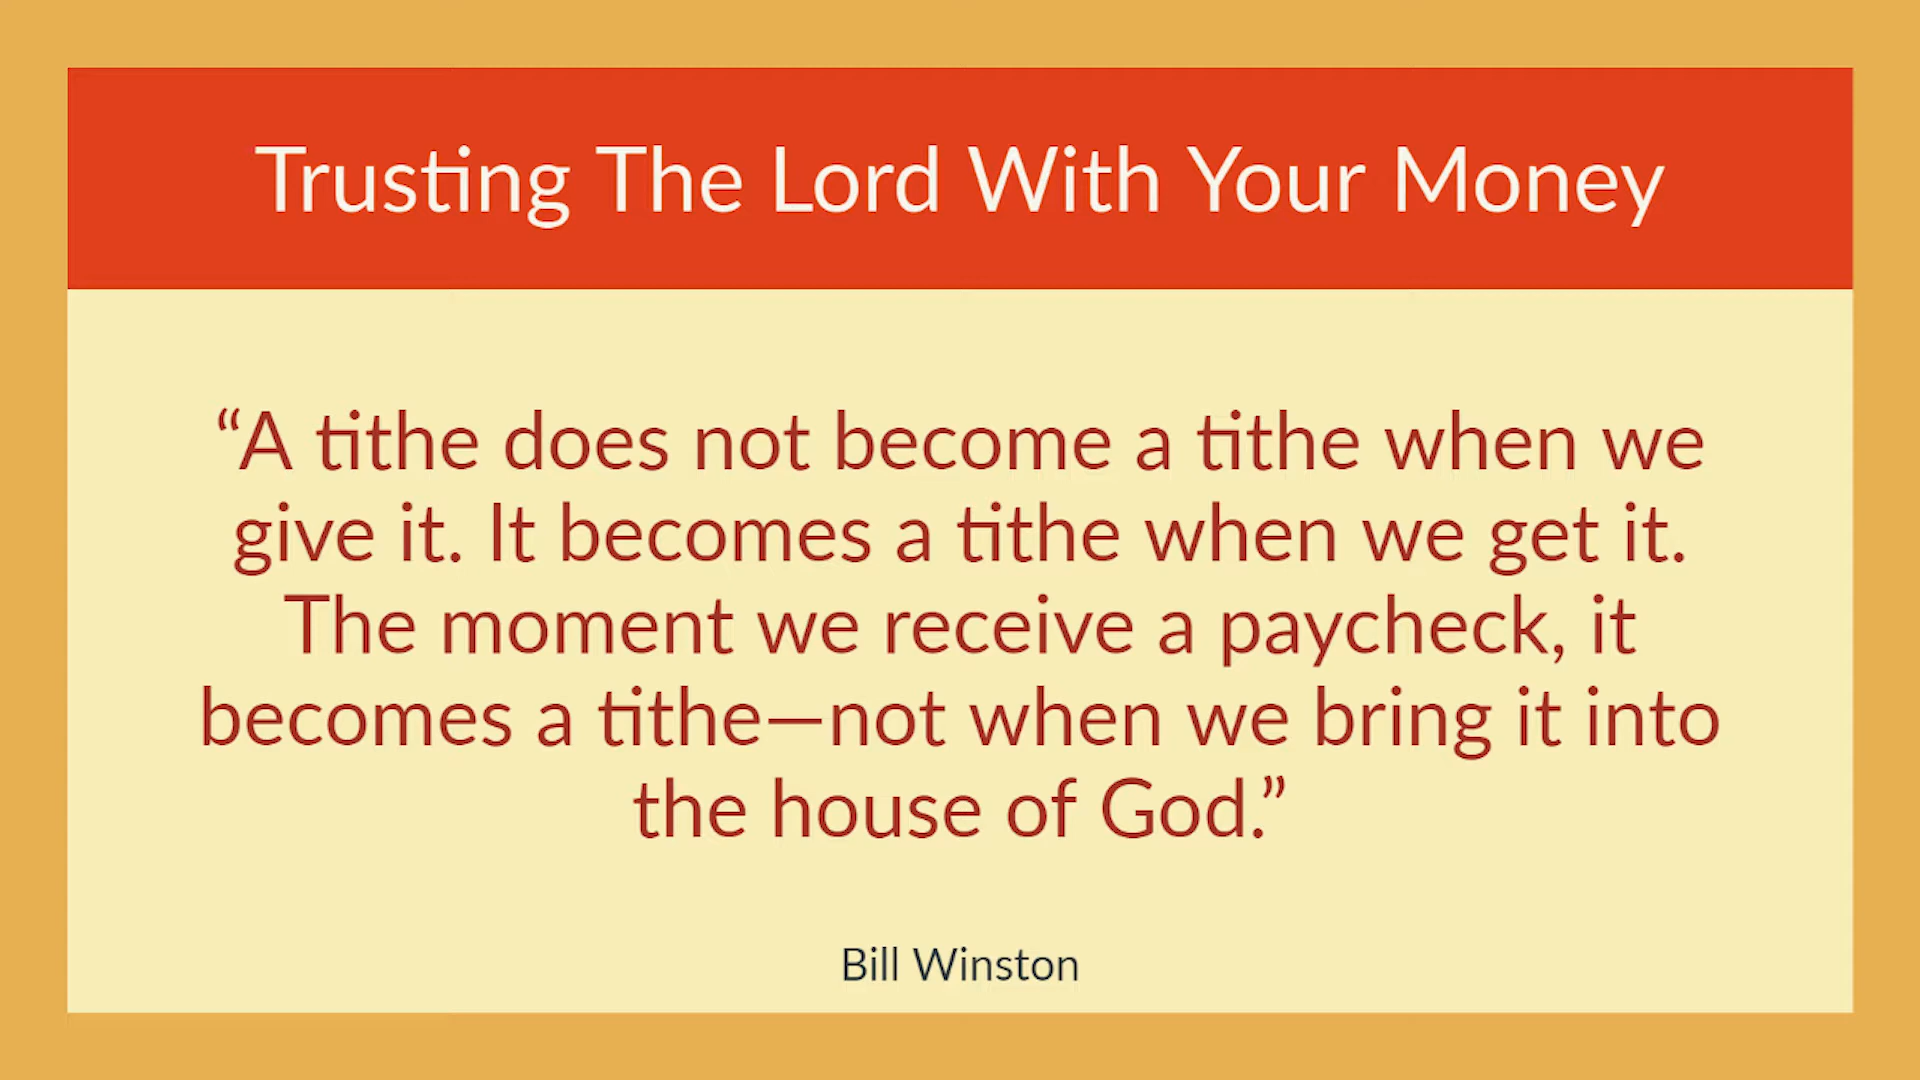 Trusting The Lord With Your Money
“A tithe does not become a tithe when we
give it. It becomes a tithe when we get it.
The moment we receive a paycheck, it
becomes a tithe—not when we bring it into
the house of God.”
Bill Winston